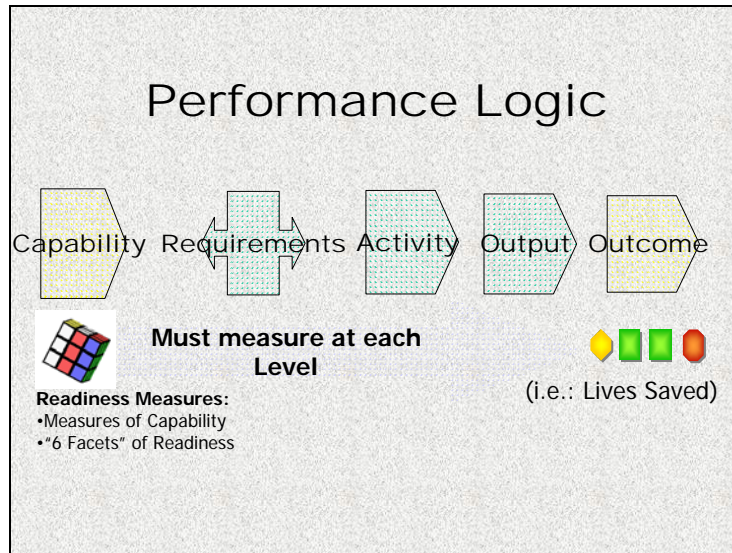 Performance Logic
Capability Requirements Activity Output Outcome
Must measure at each
Level
(i.e.: Lives Saved)
Readiness Measures:
•Measures of Capability
•“6 Facets” of Readiness